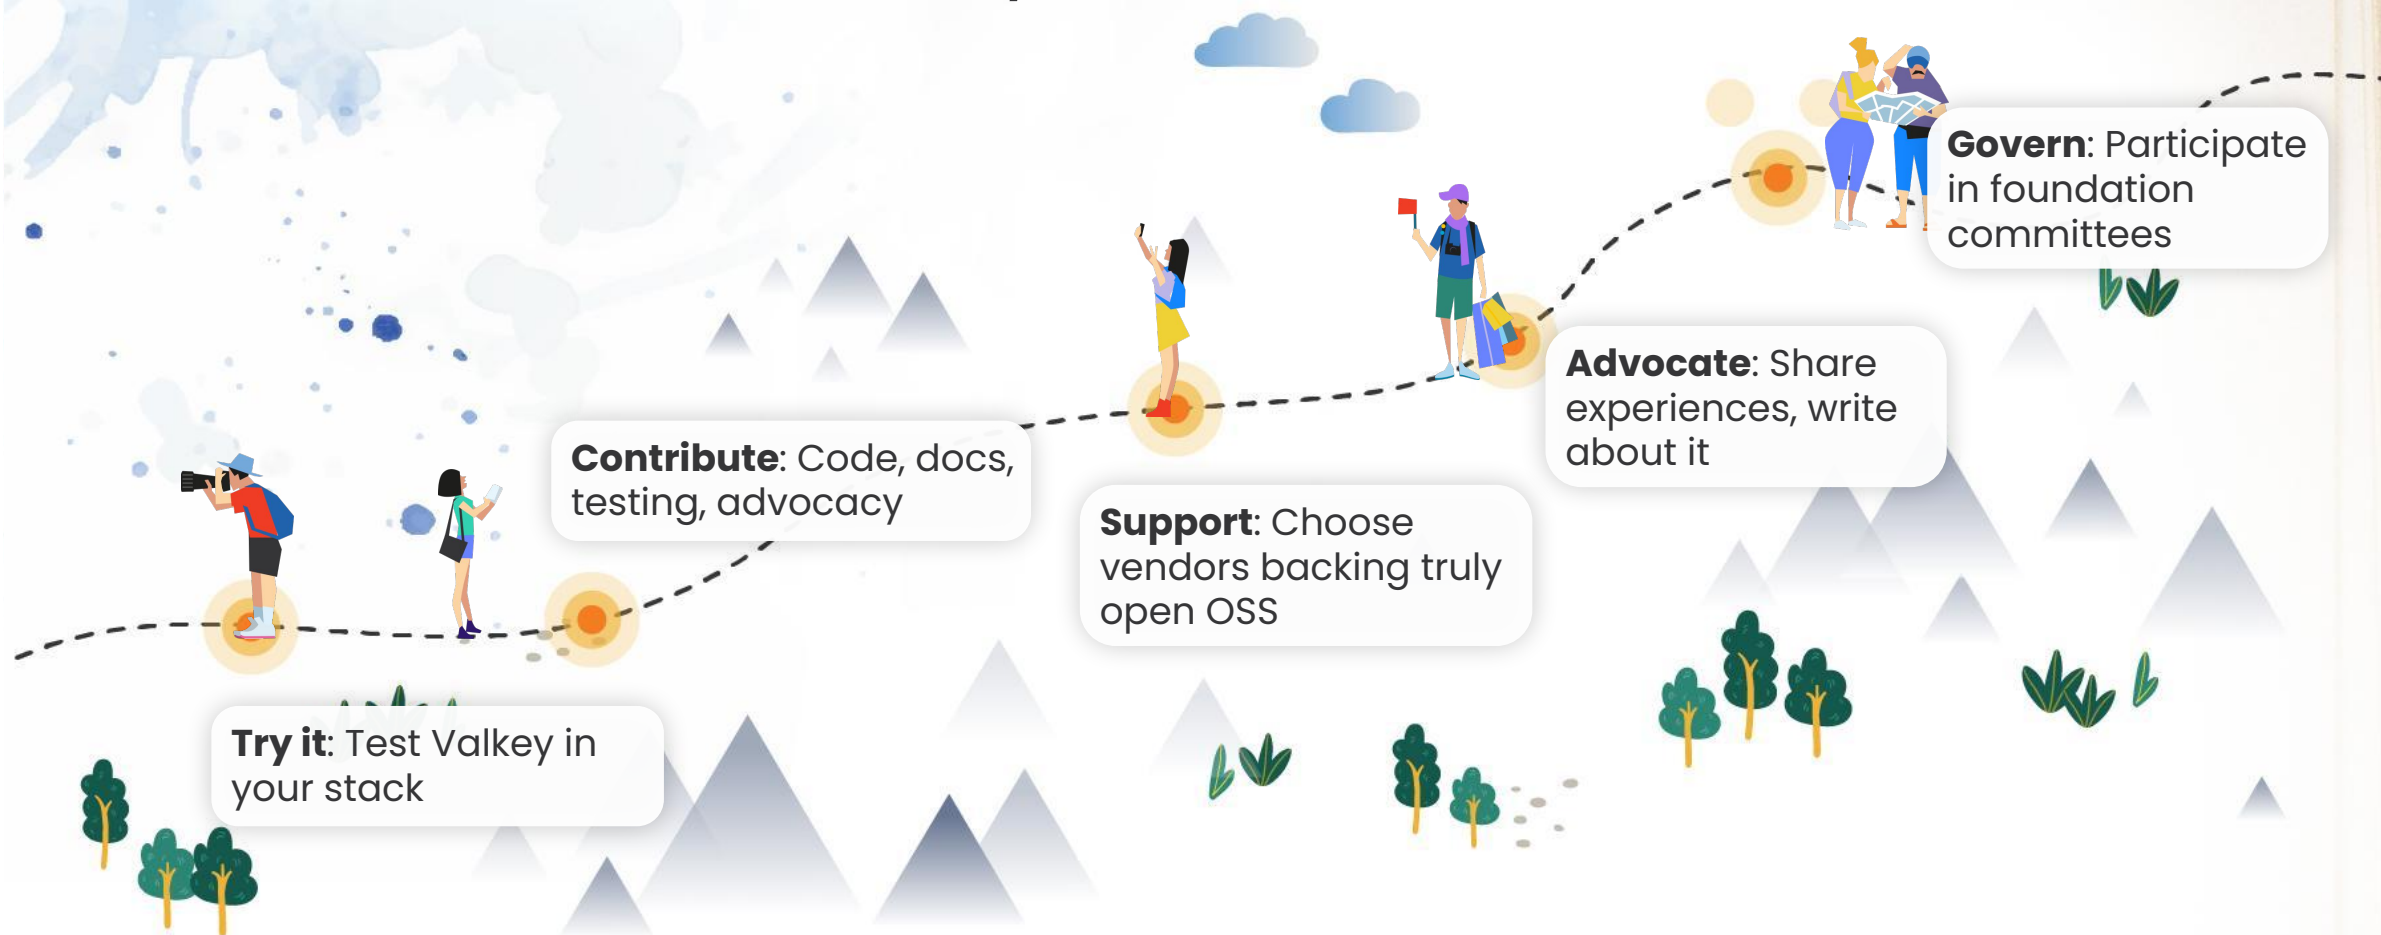 Try it: Test Valkey in
your stack
Contribute: Code, docs,
testing, advocacy
Support: Choose
vendors backing truly
open OSS
Advocate: Share
experiences, write
about it
Govern: Participate
in foundation
committees